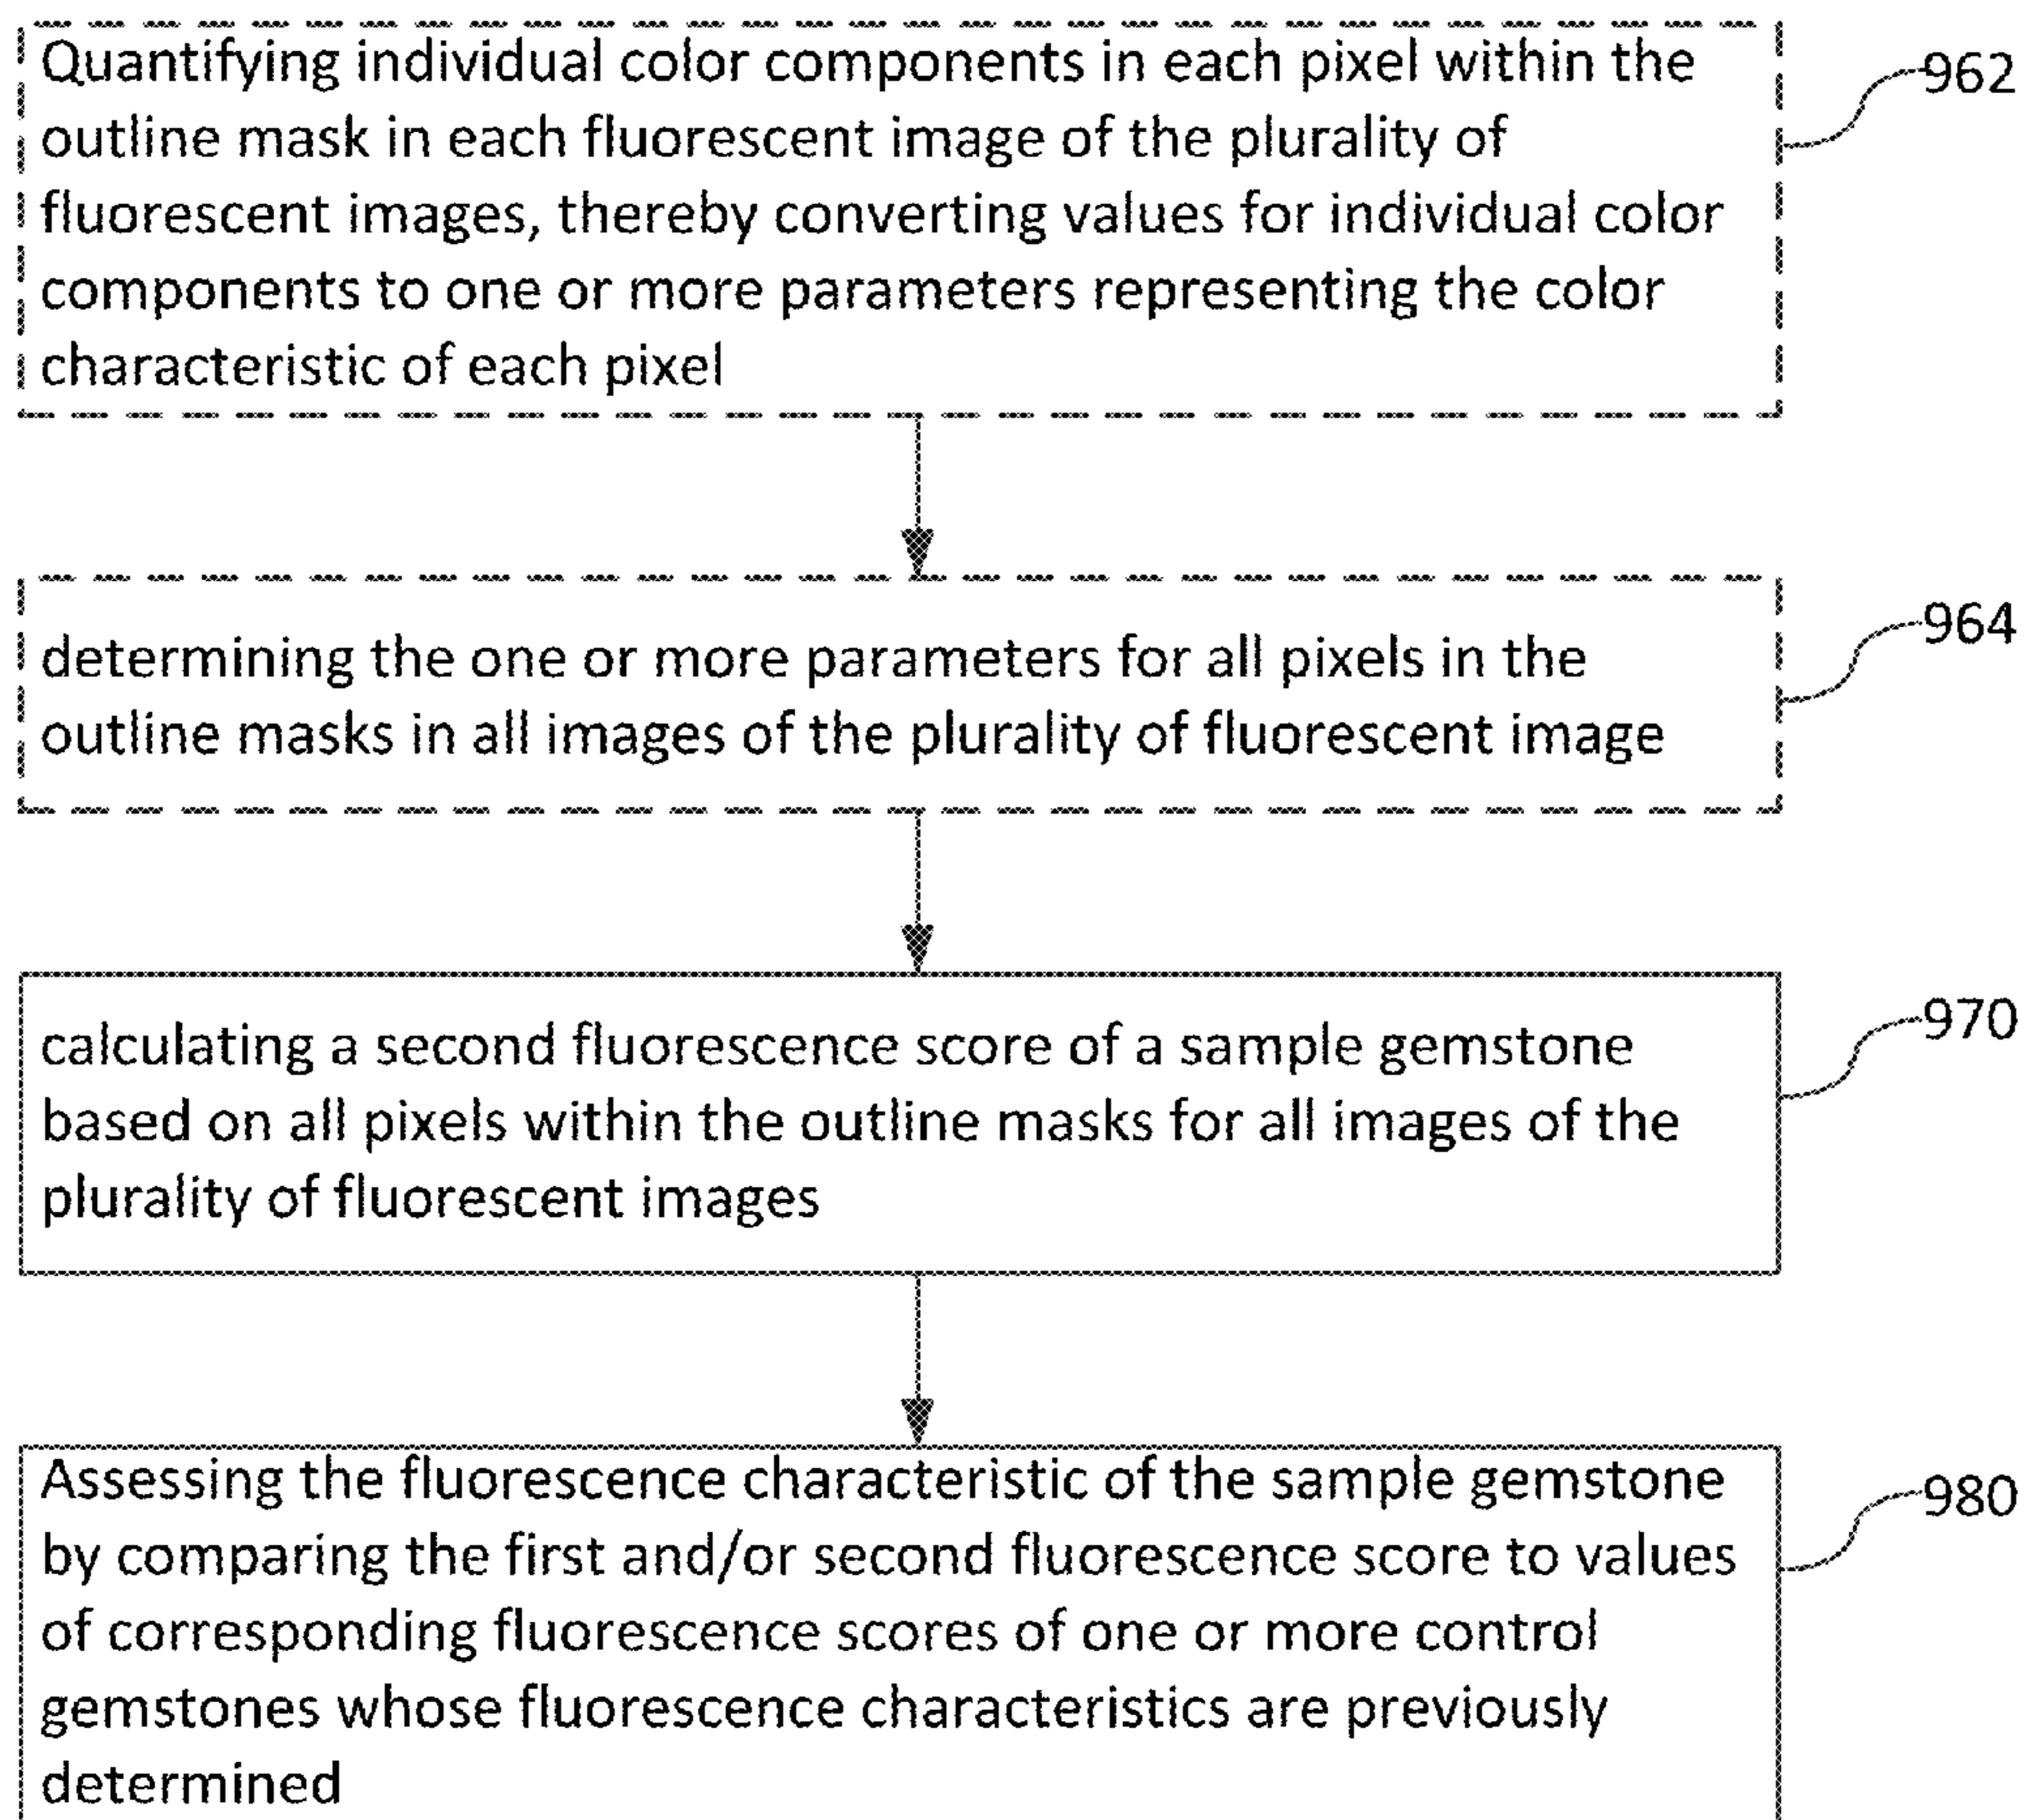 Quantifying individual color components in each pixel within the
outline mask in each fluorescent image of the plurality of
fluorescent images, thereby converting values for individual color
components to one or more parameters representing the color
characteristic of each pixel
962
determining the one or more parameters for all pixels in the
outline masks in all images of the plurality of fluorescent image
964
calculating a second fluorescence score of a sample gemstone
based on all pixels within the outline masks for all images of the
plurality of fluorescent images
970
Assessing the fluorescence characteristic of the sample gemstone
by comparing the first and/or second fluorescence score to values
of corresponding fluorescence scores of one or more control
gemstones whose fluorescence characteristics are previously
determined
980